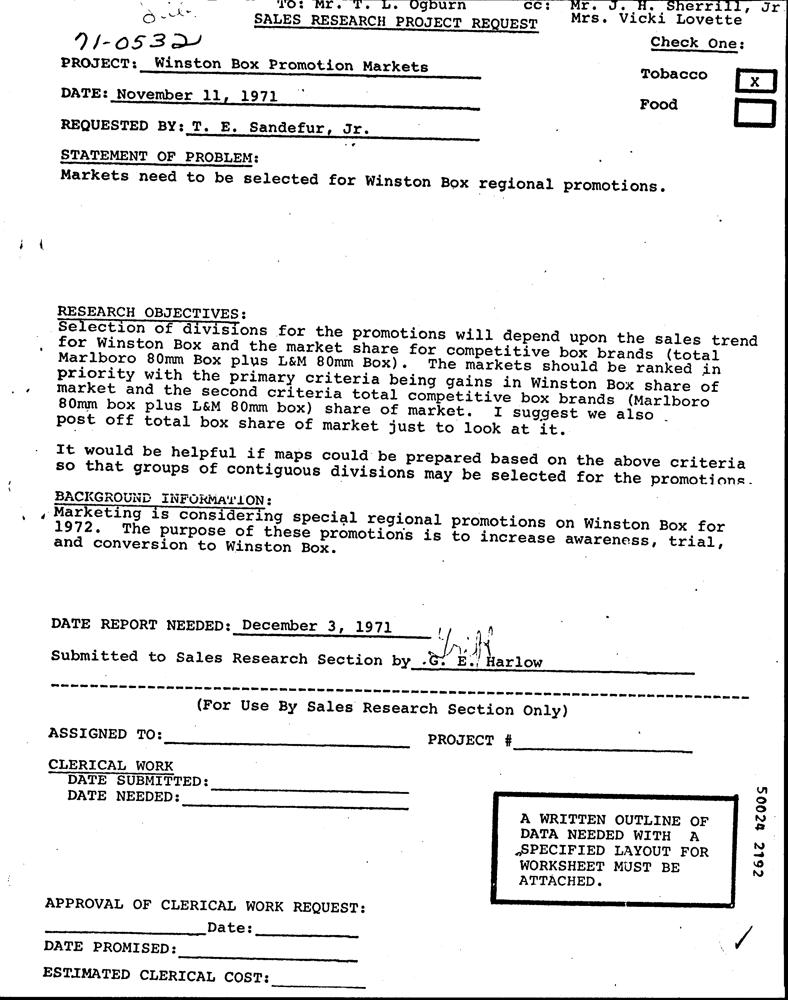 To: Mr. T. L. Ogburn cc: Mr. J. H. Sherrill, Jr
SALES RESEARCH PROJECT REQUEST Mrs. Vicki Lovette
71-0532
Check One:
PROJECT: Winston Box Promotion Markets
Tobacco X
DATE: November 11, 1971
Food
REQUESTED BY: T. E. Sandefur, Jr.
STATEMENT OF PROBLEM:
Markets need to be selected for Winston Box regional promotions.
RESEARCH OBJECTIVES:
Selection of divisions for the promotions will depend upon the sales trend
for Winston Box and the market share for competitive box brands (total
Marlboro 80mm Box plus L&M 80mm Box). The markets should be ranked in
priority with the primary criteria being gains in Winston Box share of
market and the second criteria total competitive box brands (Marlboro
80mm box plus L&M 80mm box) share of market. I suggest we also
post off total box share of market just to look at it.
It would be helpful if maps could be prepared based on the above criteria
so that groups of contiguous divisions may be selected for the promotions.
BACKGROUND INFORMATION:
Marketing is considering special regional promotions on Winston Box for
1972. The purpose of these promotions is to increase awareness, trial,
and conversion to Winston Box.
DATE REPORT NEEDED: December 3, 1971
Submitted to Sales Research Section by G. E. Harlow
(For Use By Sales Research Section Only)
ASSIGNED TO:
PROJECT #
CLERICAL WORK
DATE SUBMITTED:
DATE NEEDED:
A WRITTEN OUTLINE OF
DATA NEEDED WITH A
SPECIFIED LAYOUT FOR
WORKSHEET MUST BE
ATTACHED.
50024 2192
APPROVAL OF CLERICAL WORK REQUEST:
Date:
DATE PROMISED:
ESTIMATED CLERICAL COST: